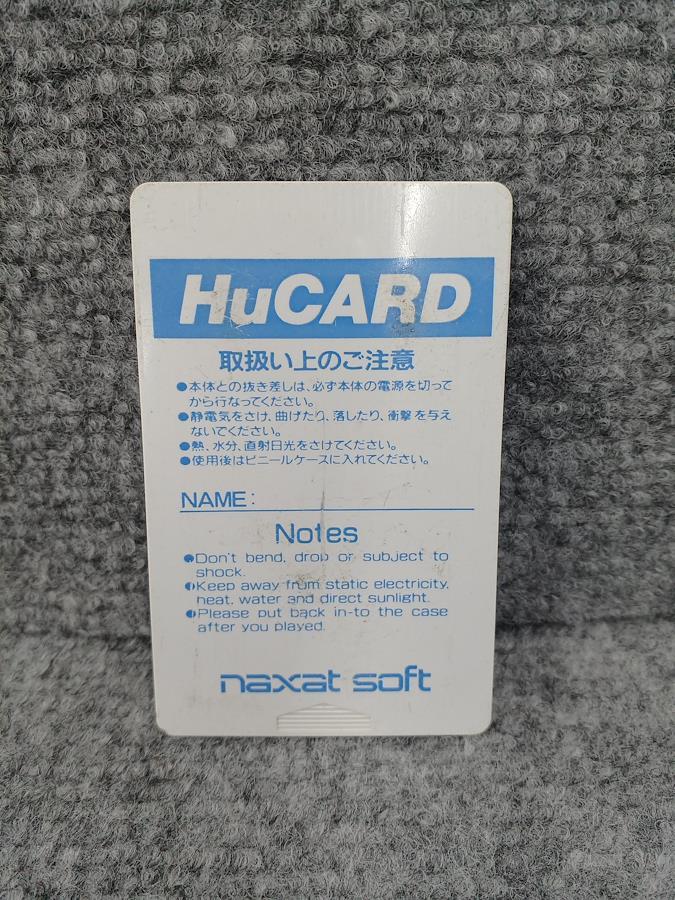 HuCARD
取扱い上のご注意
●本体との抜き差しは、必ず本体の電源を切って
から行なってください。
●静電気をさけ、曲げたり、落したり、衝撃を与え
ないでください。
●熱、水分、直射日光をさけてください。
●使用後はビニールケースに入れてください。
NAME:
Notes
●Don't bend, drop or subject to
shock.
●Keep away from static electricity,
heat, water and direct sunlight.
●Please put back in-to the case
after you played.
naxat soft